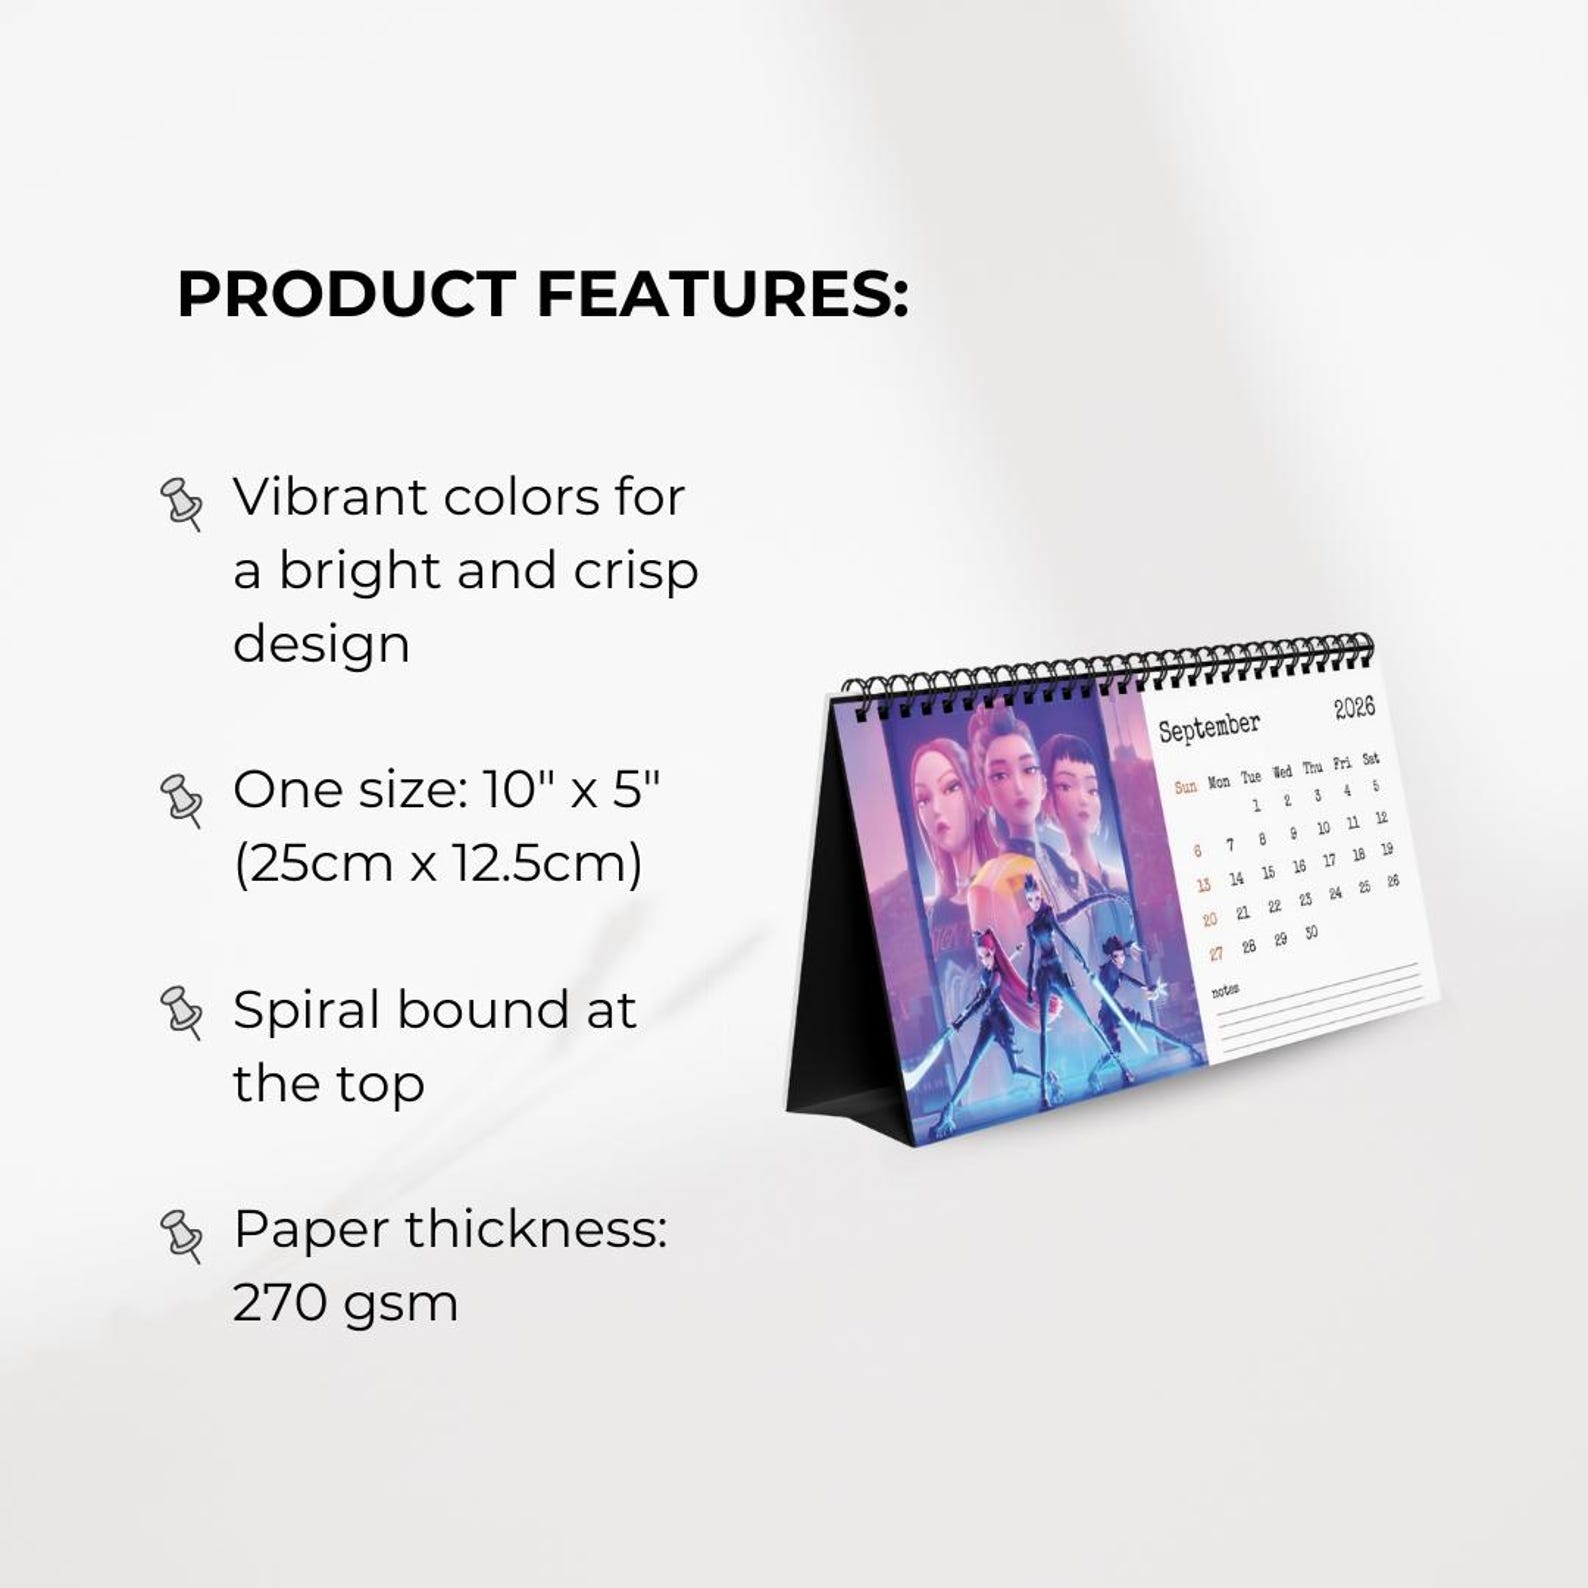 PRODUCT FEATURES:
Vibrant colors for
a bright and crisp
design
One size: 10" x 5"
(25cm x 12.5cm)
Spiral bound at
the top
Paper thickness:
270 gsm
September 2026
Sun Mon Tue Wed Thu Fri Sat
1 2 3 4 5
6 7 8 9 10 11 12
13 14 15 16 17 18 19
20 21 22 23 24 25 26
27 28 29 30
notes